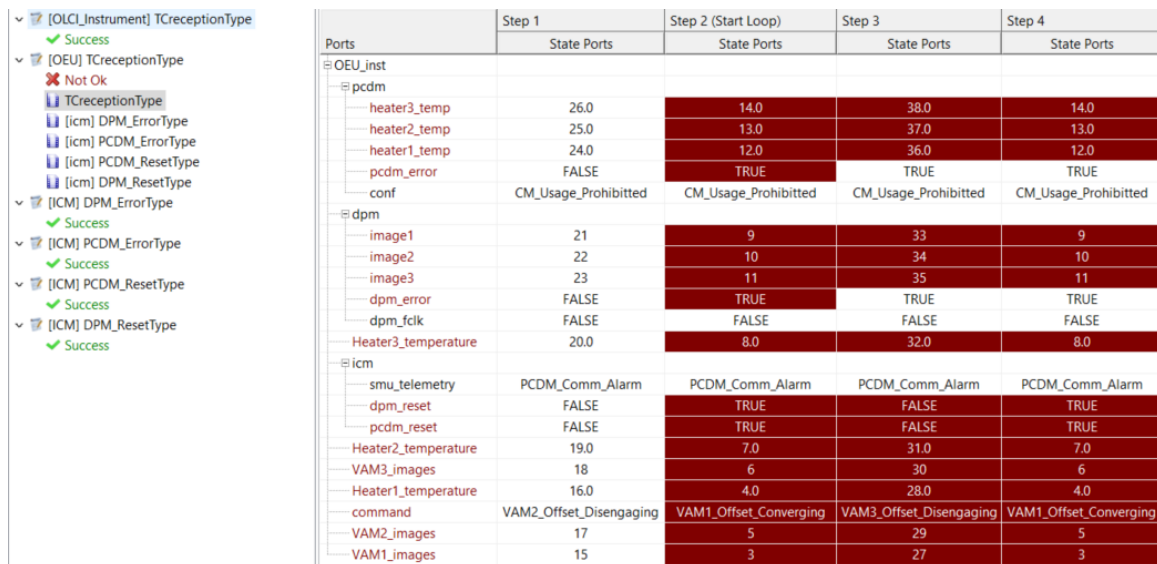 [OLCI_Instrument] TCreceptionType
Success
[OEU] TCreceptionType
Not Ok
TCreceptionType
[icm] DPM_ErrorType
[icm] PCDM_ErrorType
[icm] PCDM_ResetType
[icm] DPM_ResetType
[ICM] DPM_ErrorType
Success
[ICM] PCDM_ErrorType
Success
[ICM] PCDM_ResetType
Success
[ICM] DPM_ResetType
Success
Step 1 Step 2 (Start Loop) Step 3 Step 4
Ports State Ports State Ports State Ports State Ports
OEU_inst
pcdm
heater3_temp 26.0 14.0 38.0 14.0
heater2_temp 25.0 13.0 37.0 13.0
heater1_temp 24.0 12.0 36.0 12.0
pcdm_error FALSE TRUE TRUE TRUE
conf CM_Usage_Prohibitted CM_Usage_Prohibitted CM_Usage_Prohibitted CM_Usage_Prohibitted
dpm
image1 21 9 33 9
image2 22 10 34 10
image3 23 11 35 11
dpm_error FALSE TRUE TRUE TRUE
dpm_fclk FALSE FALSE FALSE FALSE
Heater3_temperature 20.0 8.0 32.0 8.0
icm
smu_telemetry PCDM_Comm_Alarm PCDM_Comm_Alarm PCDM_Comm_Alarm PCDM_Comm_Alarm
dpm_reset FALSE TRUE FALSE TRUE
pcdm_reset FALSE TRUE FALSE TRUE
Heater2_temperature 19.0 7.0 31.0 7.0
VAM3_images 18 6 30 6
Heater1_temperature 16.0 4.0 28.0 4.0
command VAM2_Offset_Disengaging VAM1_Offset_Converging VAM3_Offset_Disengaging VAM1_Offset_Converging
VAM2_images 17 5 29 5
VAM1_images 15 3 27 3